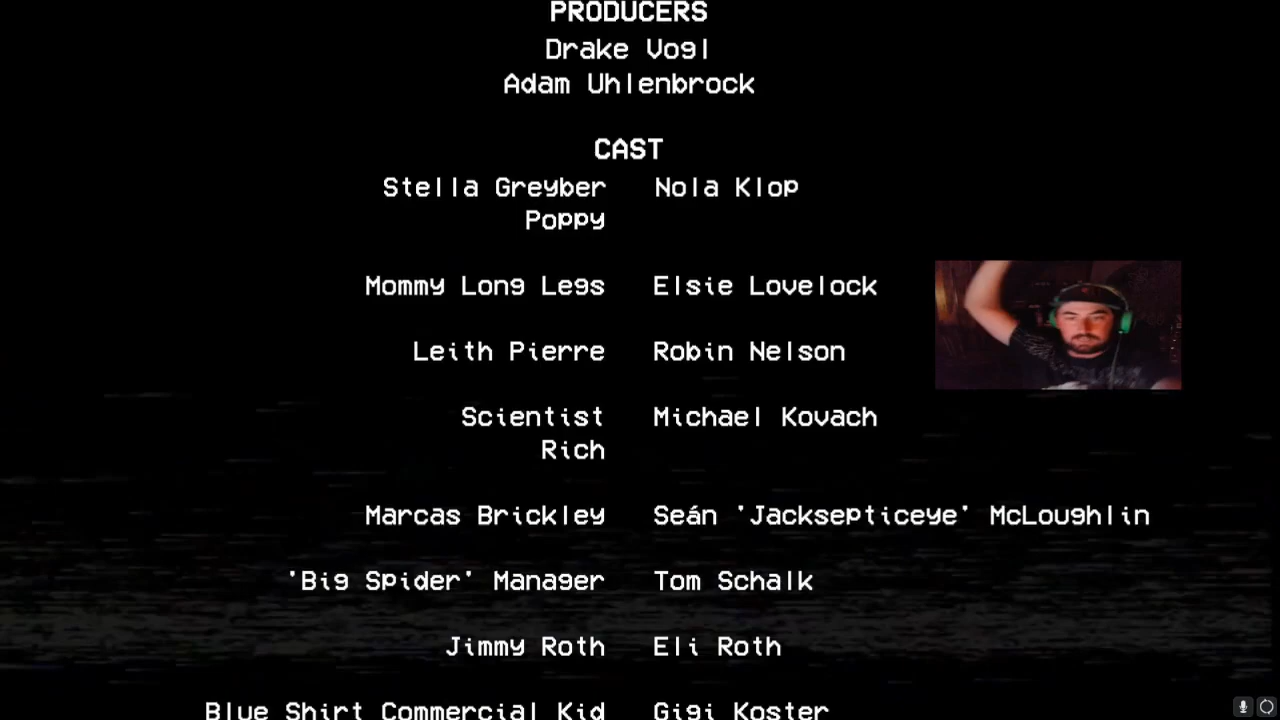 PRODUCERS
Drake Vogl
Adam Uhlenbrock
CAST
Stella Greyber Nola Klop
Poppy
Mommy Long Legs Elsie Lovelock
Leith Pierre Robin Nelson
Scientist Michael Kovach
Rich
Marcas Brickley Seán 'Jacksepticeye' McLoughlin
'Big Spider' Manager Tom Schalk
Jimmy Roth Eli Roth
Blue Shirt Commercial Kid Gigi Koster